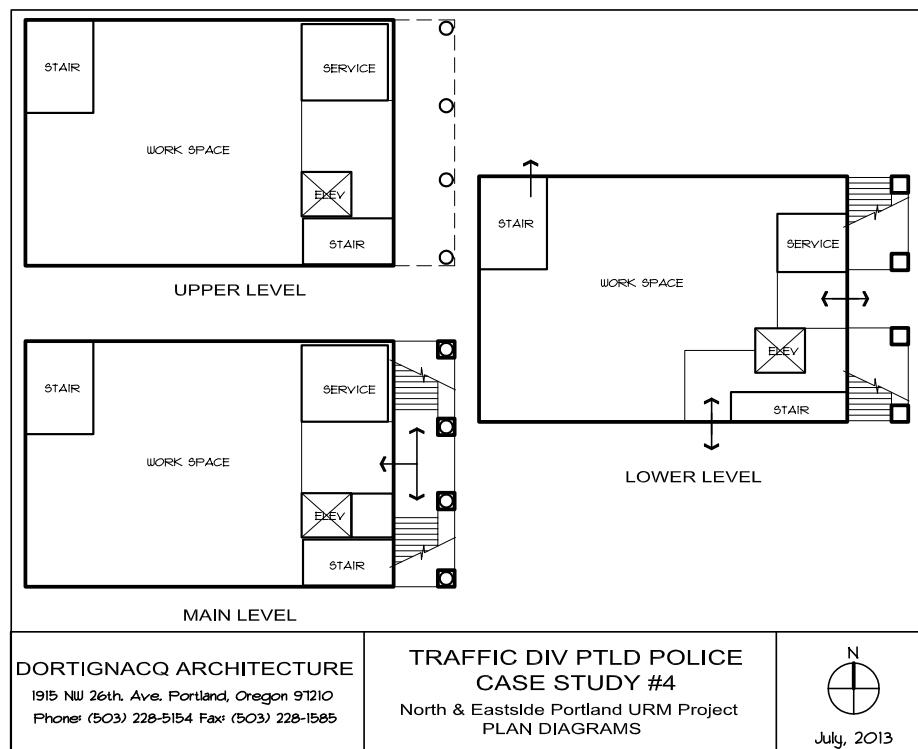 STAIR
SERVICE
WORK SPACE
ELEV
STAIR
UPPER LEVEL
STAIR
SERVICE
WORK SPACE
ELEV
STAIR
LOWER LEVEL
STAIR
SERVICE
WORK SPACE
ELEV
STAIR
MAIN LEVEL
DORTIGNACQ ARCHITECTURE
1915 NW 26th. Ave. Portland, Oregon 97210
Phone: (503) 228-5154 Fax: (503) 228-1585
TRAFFIC DIV PTLD POLICE
CASE STUDY #4
North & Eastside Portland URM Project
PLAN DIAGRAMS
N
July, 2013